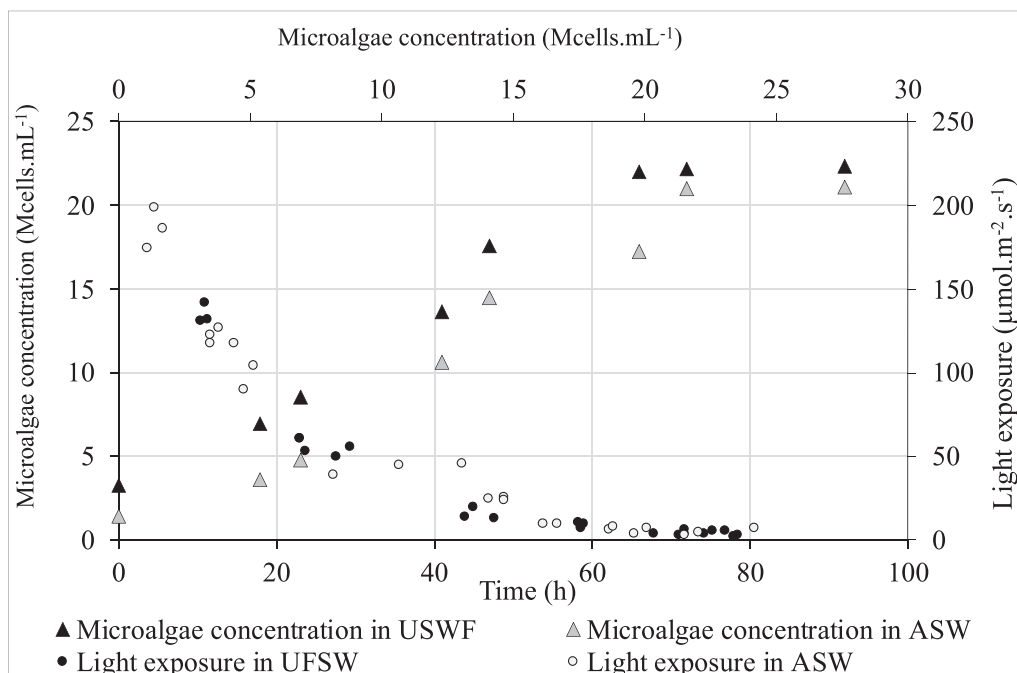 Microalgae concentration (Mcells.mL-1)
0 5 10 15 20 25 30
Microalgae concentration (Mcells.mL-1)
25 20 15 10 5 0
250 200 150 100 50 0
Light exposure (µmol.m-2.s-1)
0 20 40 60 80 100
Time (h)
Microalgae concentration in USWF
Microalgae concentration in ASW
Light exposure in UFSW
Light exposure in ASW